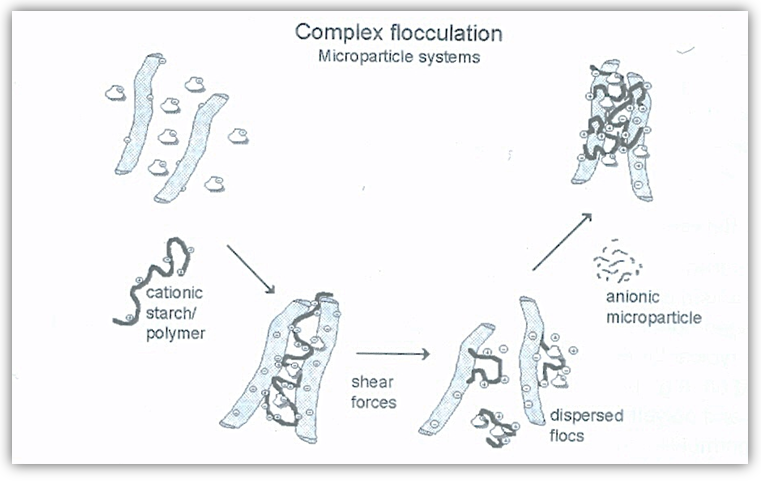 Complex flocculation
Microparticle systems
cationic
starch/
polymer
shear
forces
dispersed
flocs
anionic
microparticle